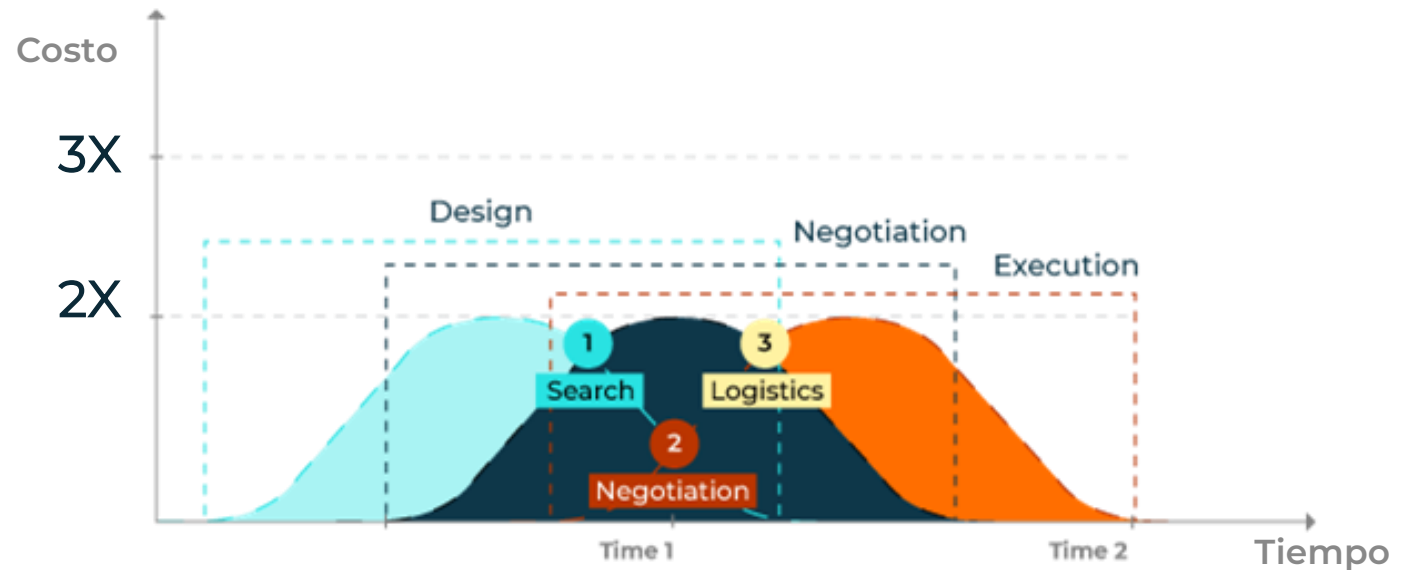 Costo
3X
Design
Negotiation
Execution
2X
1
3
Search
Logistics
2
Negotiation
Time 1
Time 2
Tiempo